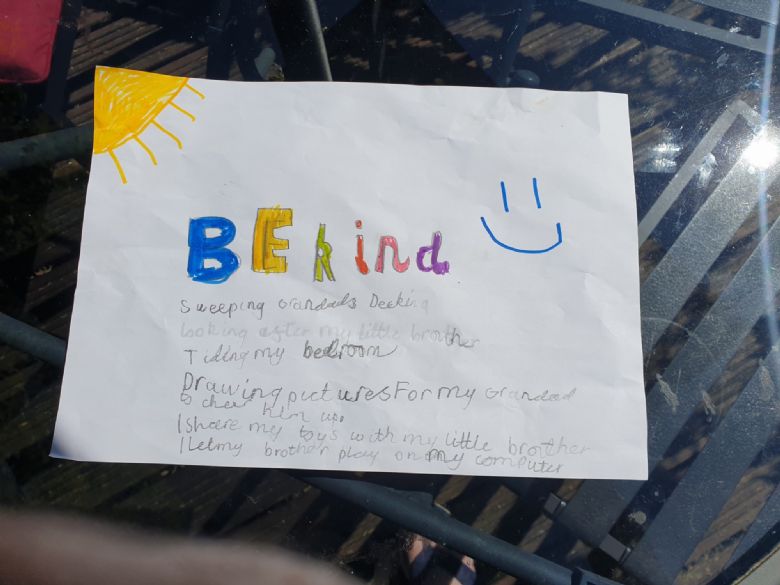 BE kind
Sweeping Grandads Decking
looking after my little brother
Tiding my bedroom
Drawing pictures For my Grandad
to cheer him up.
I share my toys with my little brother
I let my brother play on my computer